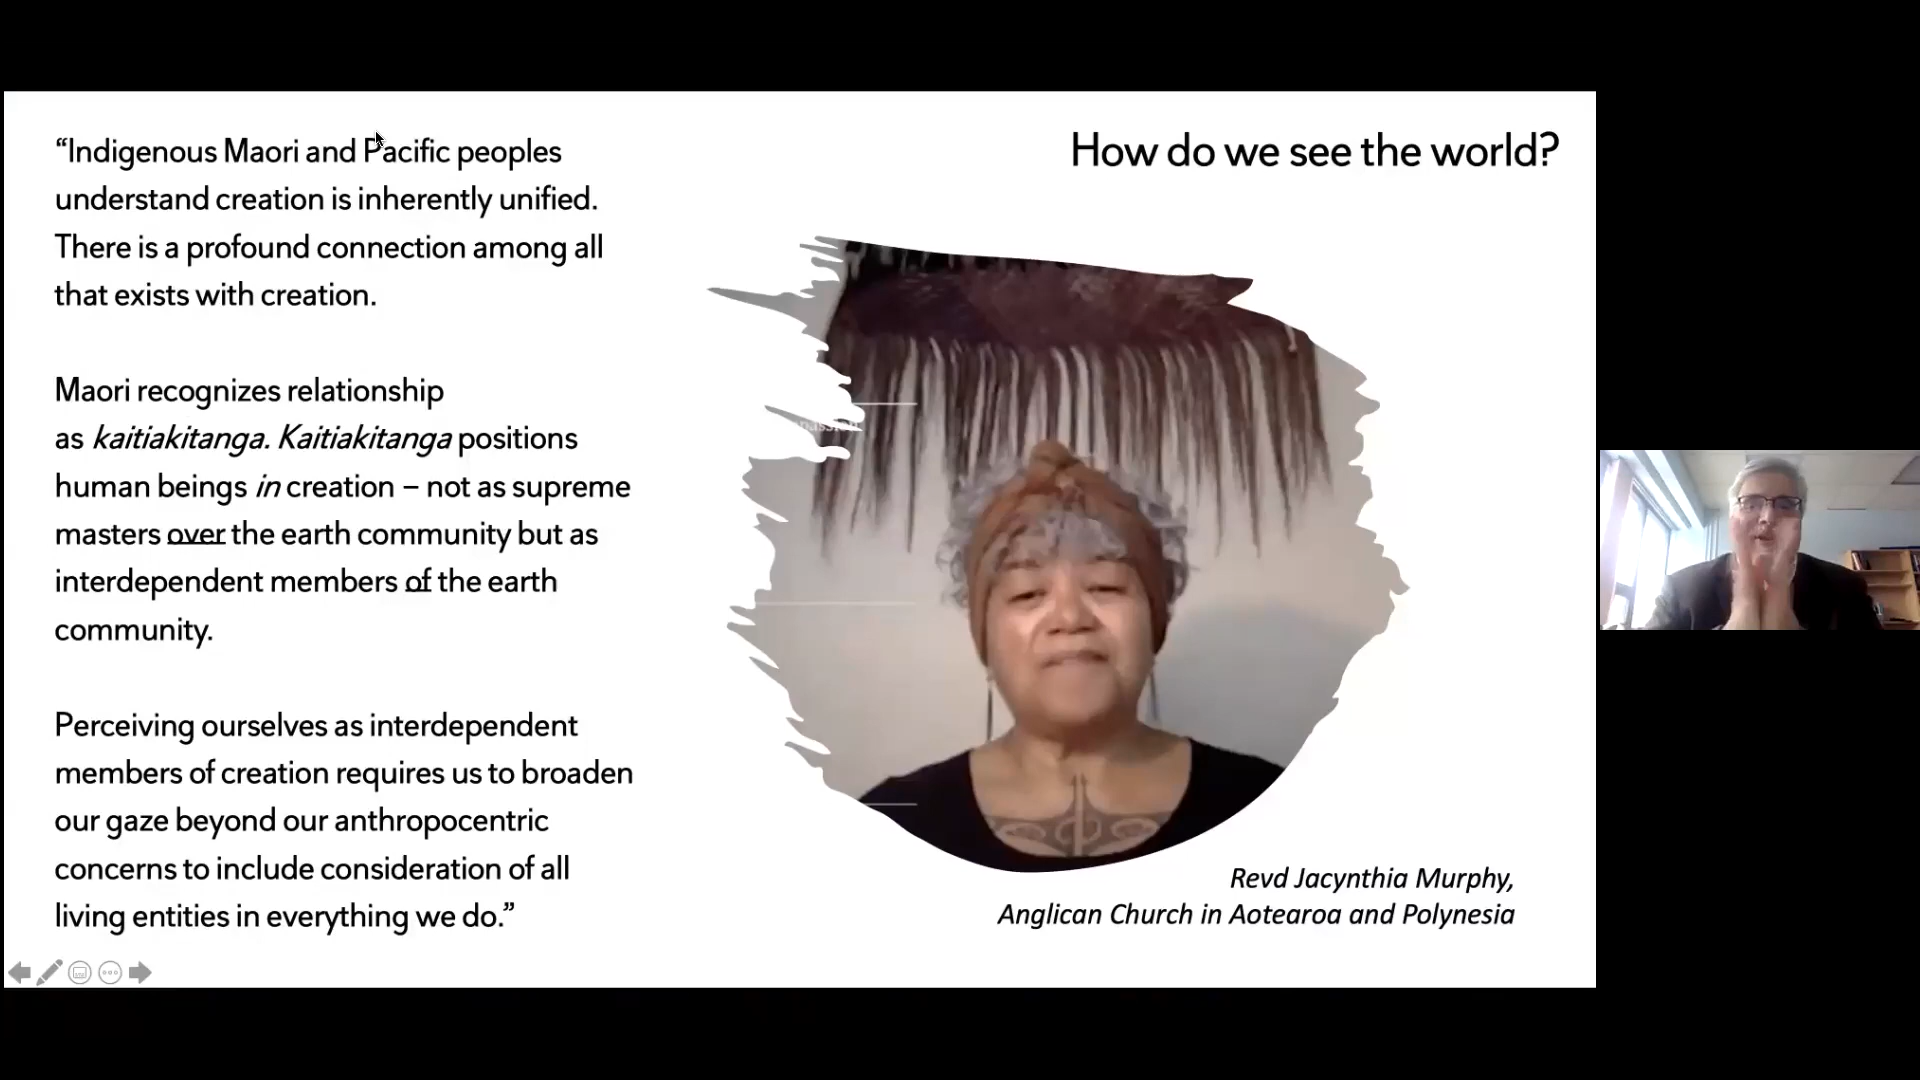 “Indigenous Maori and Pacific peoples
understand creation is inherently unified.
There is a profound connection among all
that exists with creation.
Maori recognizes relationship
as kaitiakitanga. Kaitiakitanga positions
human beings in creation – not as supreme
masters over the earth community but as
interdependent members of the earth
community.
Perceiving ourselves as interdependent
members of creation requires us to broaden
our gaze beyond our anthropocentric
concerns to include consideration of all
living entities in everything we do.”
How do we see the world?
Revd Jacynthia Murphy,
Anglican Church in Aotearoa and Polynesia